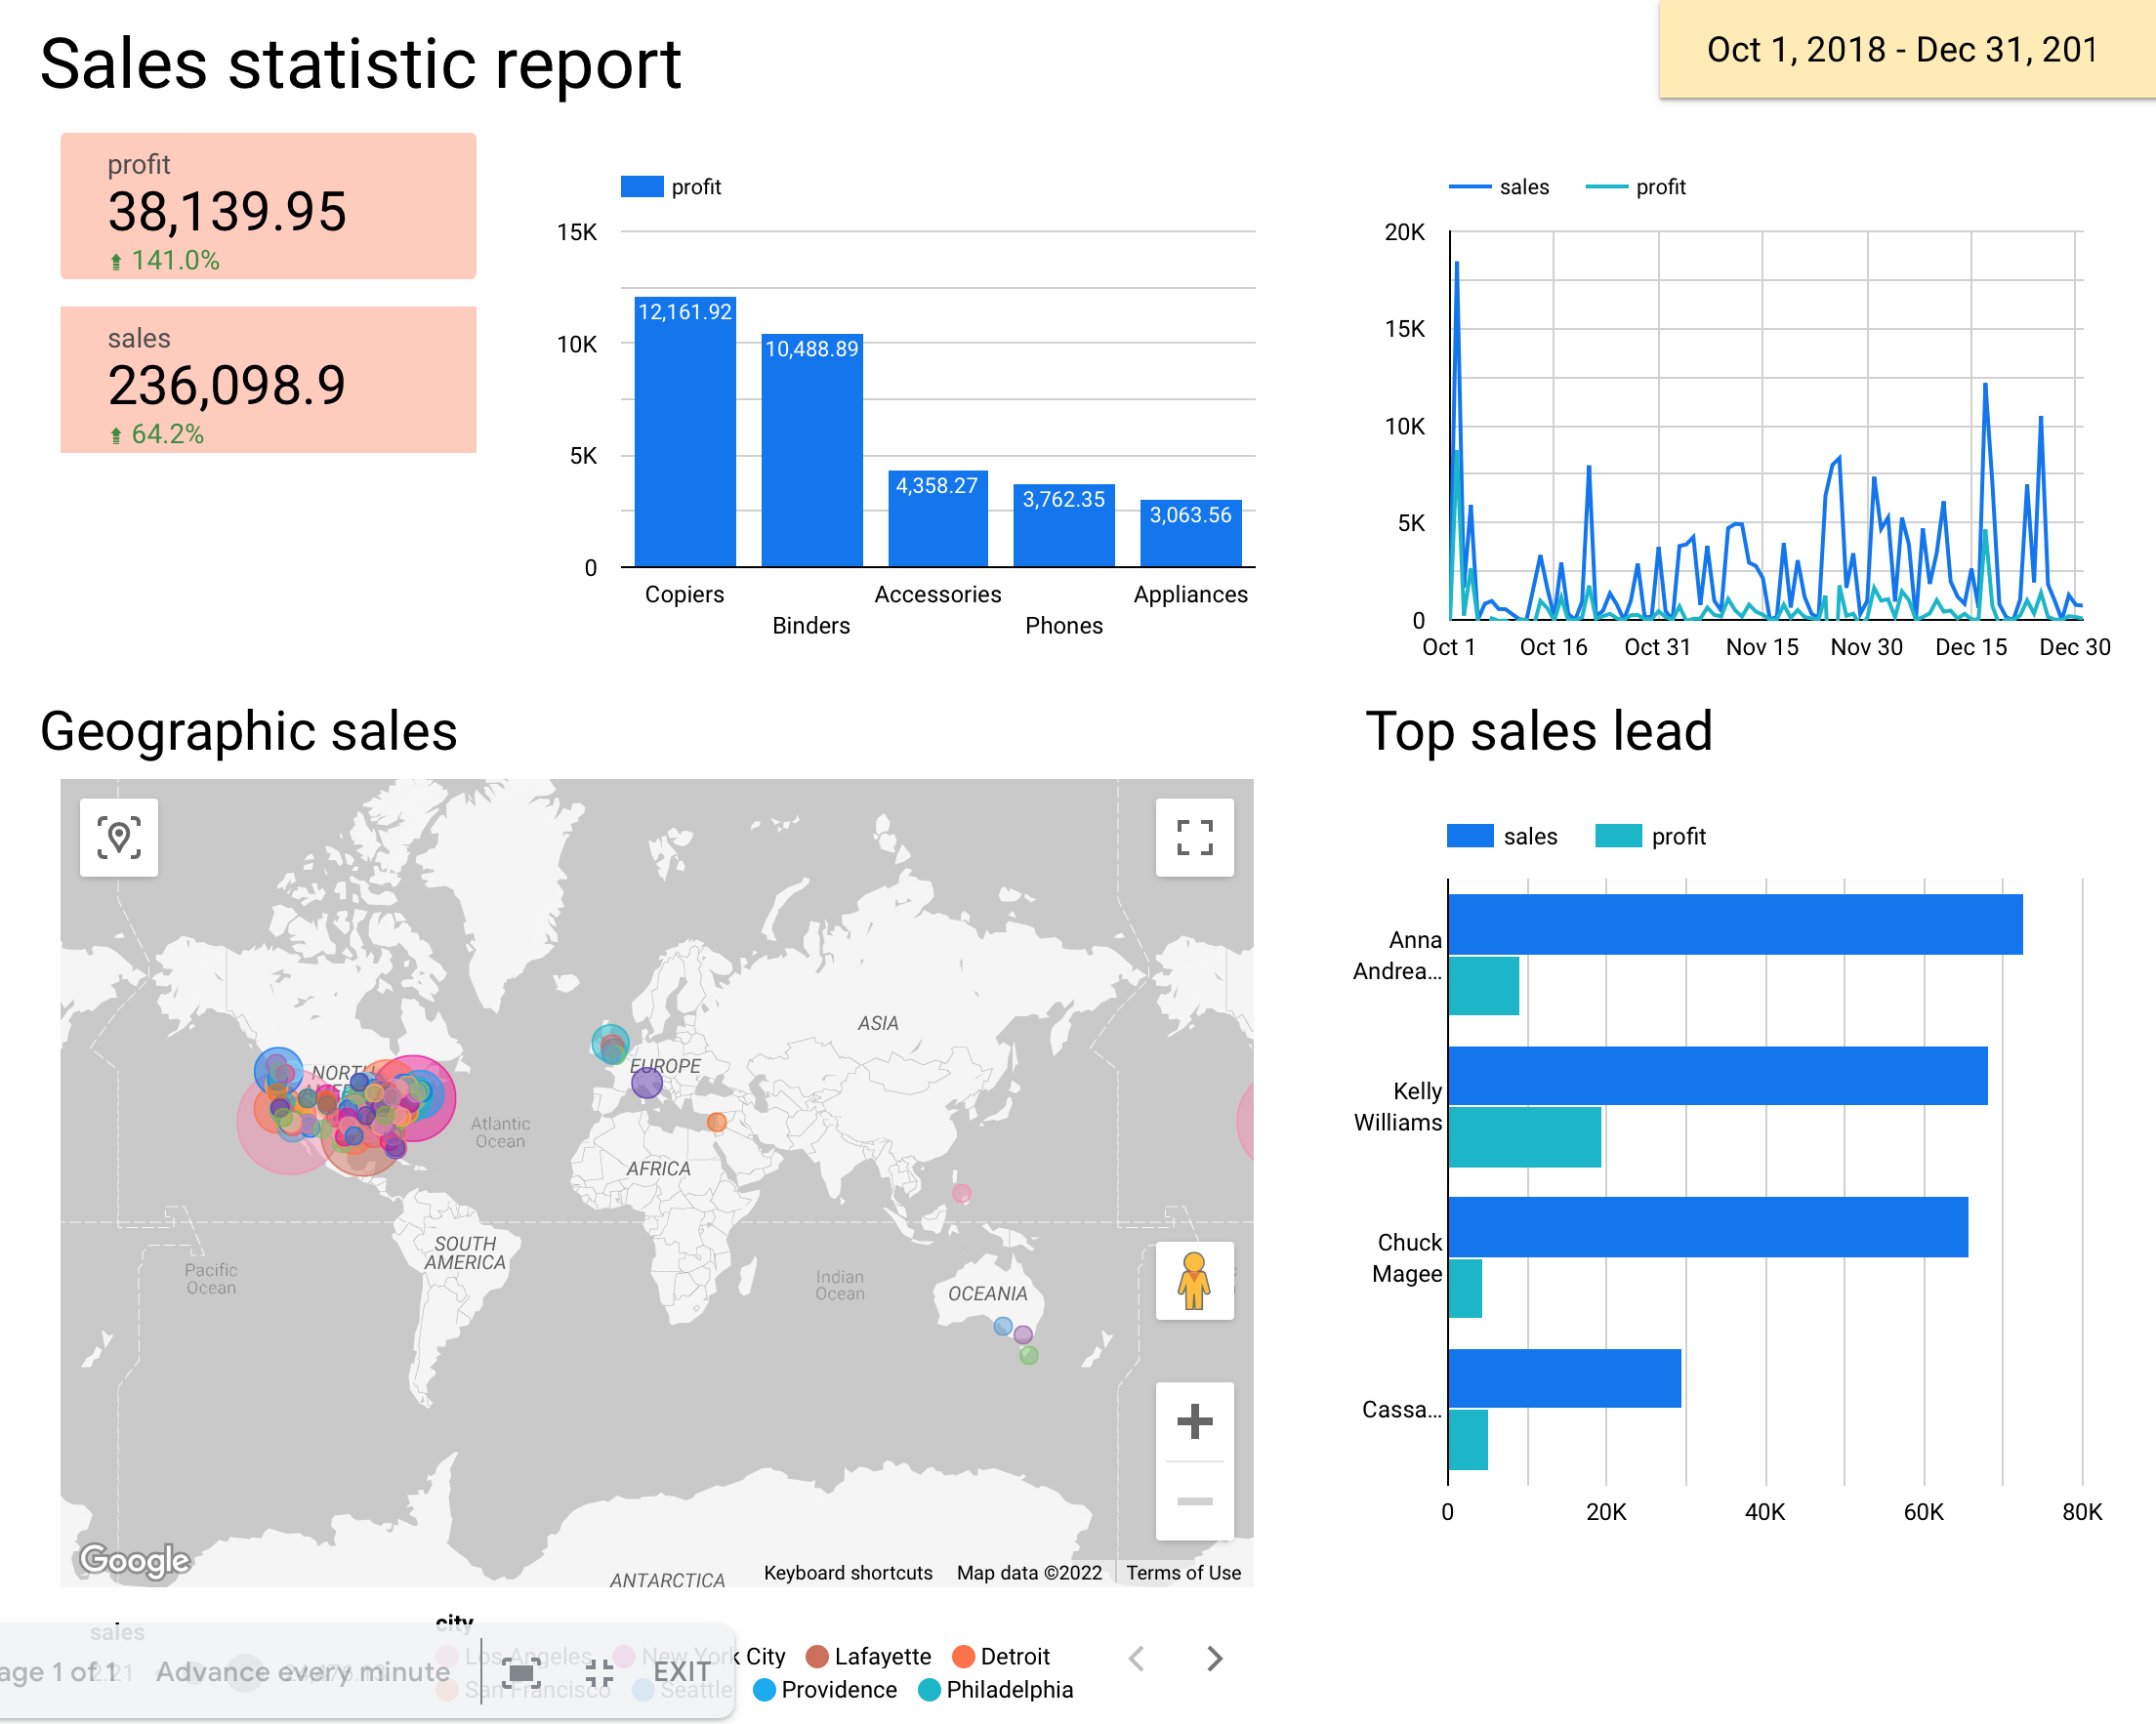 Sales statistic report
Oct 1, 2018 - Dec 31, 201
profit
38,139.95
141.0%
sales
236,098.9
64.2%
profit
15K
10K
5K
0
12,161.92
10,488.89
4,358.27
3,762.35
3,063.56
Copiers
Binders
Accessories
Phones
Appliances
sales profit
20K
15K
10K
5K
0
Oct 1 Oct 16 Oct 31 Nov 15 Nov 30 Dec 15 Dec 30
Geographic sales
NORTH
ASIA
EUROPE
Atlantic
Ocean
AFRICA
SOUTH
AMERICA
Pacific
Ocean
Indian
Ocean
OCEANIA
ANTARCTICA
Google
Keyboard shortcuts Map data ©2022 Terms of Use
sales
city
Los Angeles New York City Lafayette Detroit
San Francisco Seattle Providence Philadelphia
age 1 of 1 Advance every minute EXIT
Top sales lead
sales profit
Anna
Andrea...
Kelly
Williams
Chuck
Magee
Cassa...
0 20K 40K 60K 80K